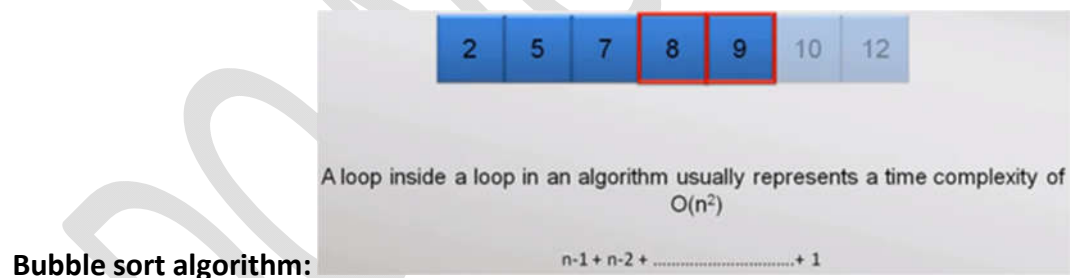 2 5 7 8 9 10 12
A loop inside a loop in an algorithm usually represents a time complexity of
O(n²)
n-1 + n-2 + ................................+ 1
Bubble sort algorithm: